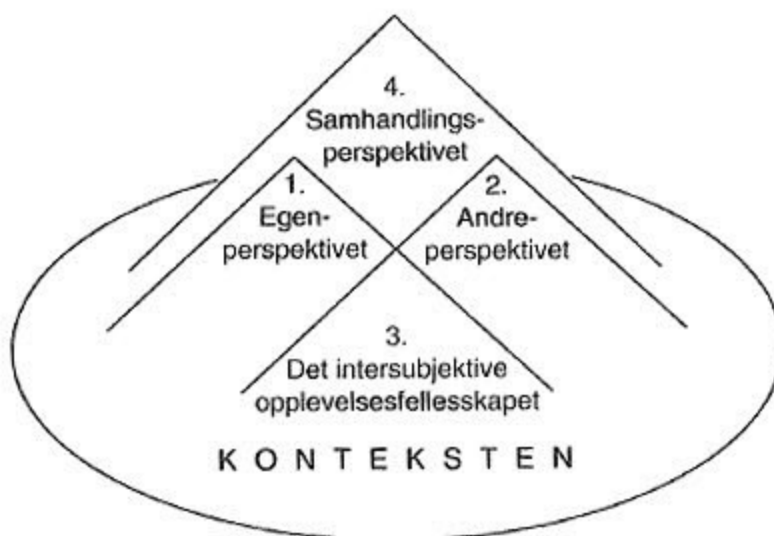 4.
Samhandlings-
perspektivet
1.
Egen-
perspektivet
2.
Andre-
perspektivet
3.
Det intersubjektive
opplevelsesfellesskapet
KONTEKSTEN